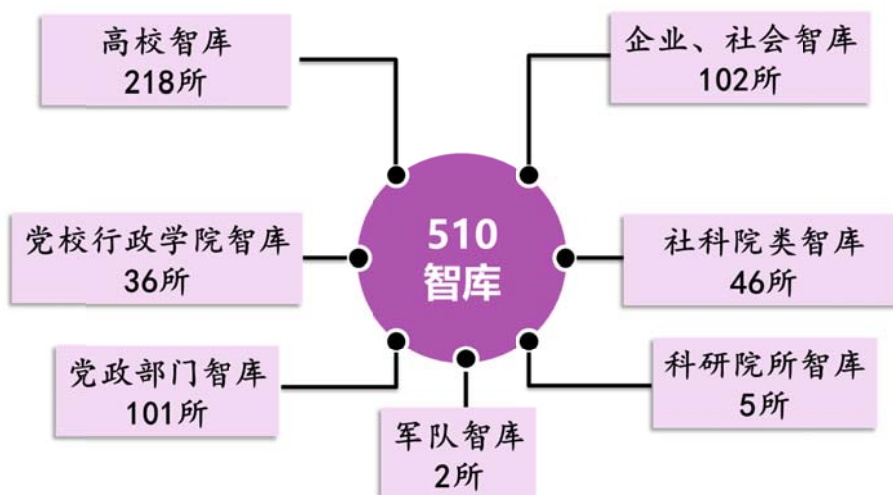 高校智库
218所
企业、社会智库
102所
510
智库
党校行政学院智库
36所
社科院类智库
46所
党政部门智库
101所
科研院所智库
5所
军队智库
2所